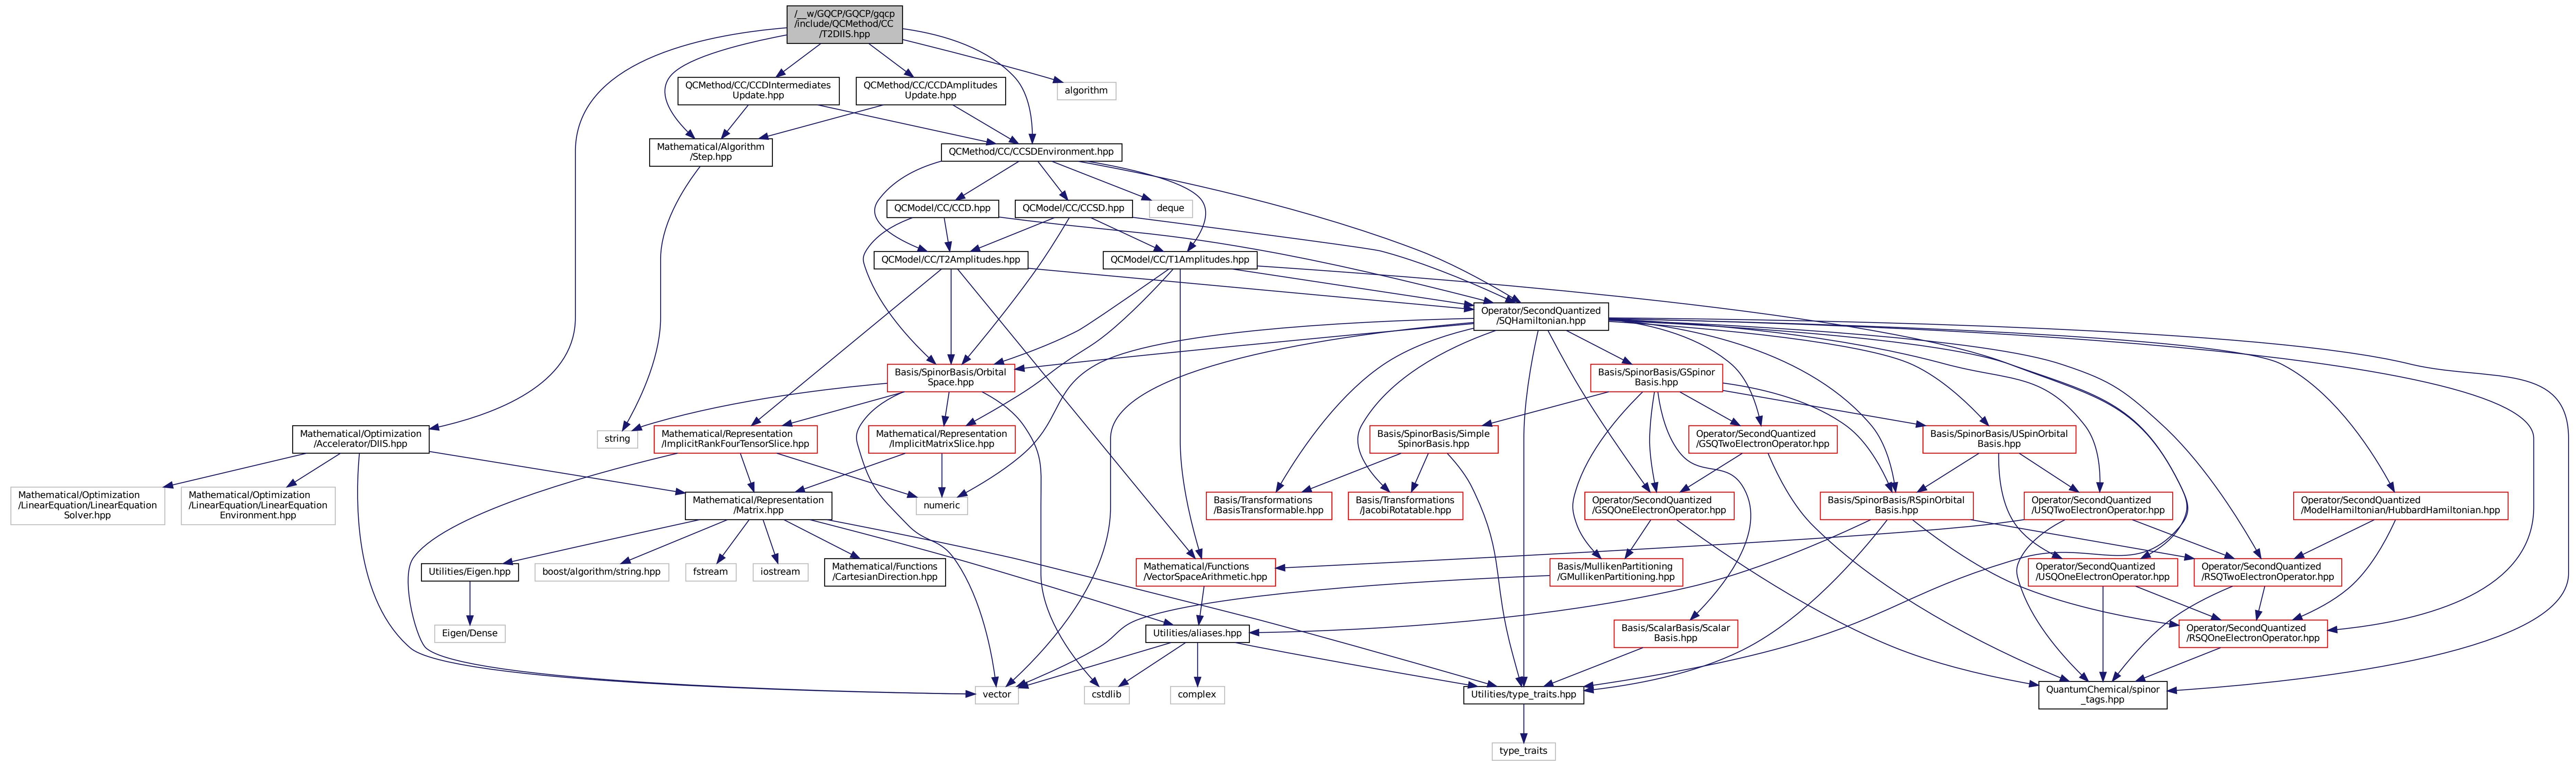 /__w/GQCP/GQCP/gqcp
/include/QCMethod/CC
/T2DIIS.hpp
QCMethod/CC/CCDIntermediates
Update.hpp
QCMethod/CC/CCDAmplitudes
Update.hpp
algorithm
Mathematical/Algorithm
/Step.hpp
QCMethod/CC/CCSDEnvironment.hpp
QCModel/CC/CCD.hpp
QCModel/CC/CCSD.hpp
deque
QCModel/CC/T2Amplitudes.hpp
QCModel/CC/T1Amplitudes.hpp
Operator/SecondQuantized
/SQHamiltonian.hpp
Basis/SpinorBasis/Orbital
Space.hpp
Basis/SpinorBasis/GSpinor
Basis.hpp
Mathematical/Optimization
/Accelerator/DIIS.hpp
string
Mathematical/Representation
/ImplicitRankFourTensorSlice.hpp
Mathematical/Representation
/ImplicitMatrixSlice.hpp
Basis/SpinorBasis/Simple
SpinorBasis.hpp
Operator/SecondQuantized
/GSQTwoElectronOperator.hpp
Basis/SpinorBasis/USpinOrbital
Basis.hpp
Mathematical/Optimization
/LinearEquation/LinearEquation
Solver.hpp
Mathematical/Optimization
/LinearEquation/LinearEquation
Environment.hpp
Mathematical/Representation
/Matrix.hpp
numeric
Basis/Transformations
/BasisTransformable.hpp
Basis/Transformations
/JacobiRotatable.hpp
Operator/SecondQuantized
/GSQOneElectronOperator.hpp
Basis/SpinorBasis/RSpinOrbital
Basis.hpp
Operator/SecondQuantized
/USQTwoElectronOperator.hpp
Operator/SecondQuantized
/ModelHamiltonian/HubbardHamiltonian.hpp
Utilities/Eigen.hpp
boost/algorithm/string.hpp
fstream
iostream
Mathematical/Functions
/CartesianDirection.hpp
Mathematical/Functions
/VectorSpaceArithmetic.hpp
Basis/MullikenPartitioning
/GMullikenPartitioning.hpp
Operator/SecondQuantized
/USQOneElectronOperator.hpp
Operator/SecondQuantized
/RSQTwoElectronOperator.hpp
Eigen/Dense
Utilities/aliases.hpp
Basis/ScalarBasis/Scalar
Basis.hpp
Operator/SecondQuantized
/RSQOneElectronOperator.hpp
vector
cstdlib
complex
Utilities/type_traits.hpp
QuantumChemical/spinor
_tags.hpp
type_traits